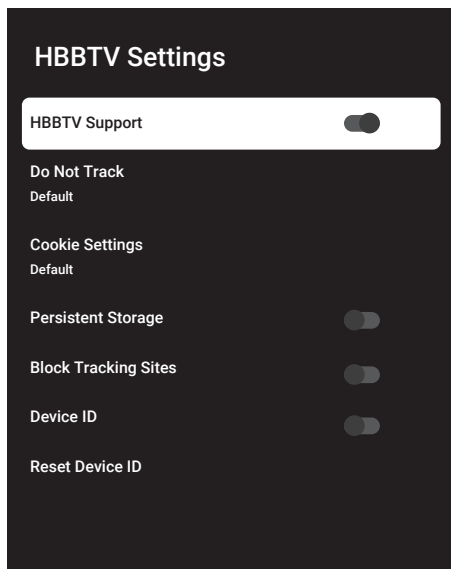 HBBTV Settings
HBBTV Support
Do Not Track
Default
Cookie Settings
Default
Persistent Storage
Block Tracking Sites
Device ID
Reset Device ID